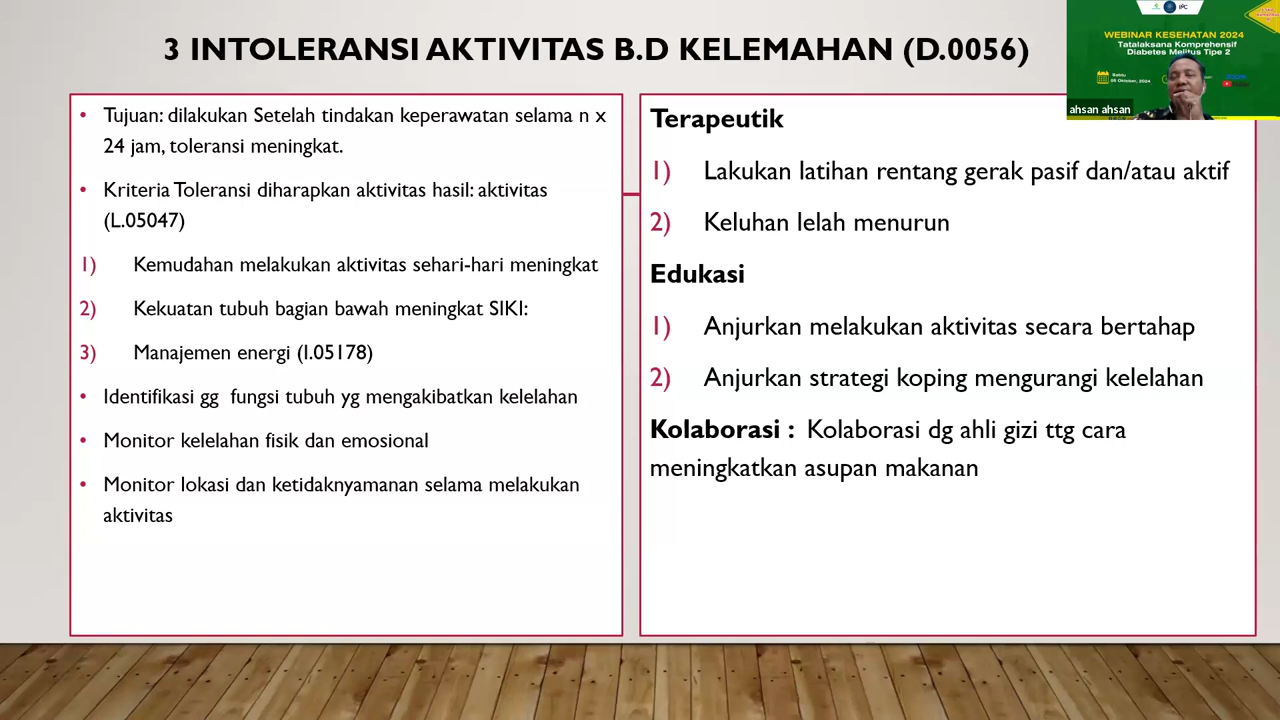 3 INTOLERANSI AKTIVITAS B.D KELEMAHAN (D.0056)
• Tujuan: dilakukan Setelah tindakan keperawatan selama n x
24 jam, toleransi meningkat.
• Kriteria Toleransi diharapkan aktivitas hasil: aktivitas
(L.05047)
1) Kemudahan melakukan aktivitas sehari-hari meningkat
2) Kekuatan tubuh bagian bawah meningkat SIKI:
3) Manajemen energi (I.05178)
• Identifikasi gg fungsi tubuh yg mengakibatkan kelelahan
• Monitor kelelahan fisik dan emosional
• Monitor lokasi dan ketidaknyamanan selama melakukan
aktivitas
Terapeutik
1) Lakukan latihan rentang gerak pasif dan/atau aktif
2) Keluhan lelah menurun
Edukasi
1) Anjurkan melakukan aktivitas secara bertahap
2) Anjurkan strategi koping mengurangi kelelahan
Kolaborasi : Kolaborasi dg ahli gizi ttg cara
meningkatkan asupan makanan
IPC
WEBINAR KESEHATAN 2024
Tatalaksana Komprehensif
Diabetes Melitus Tipe 2
Sabtu
05 Oktober, 2024
ahsan ahsan